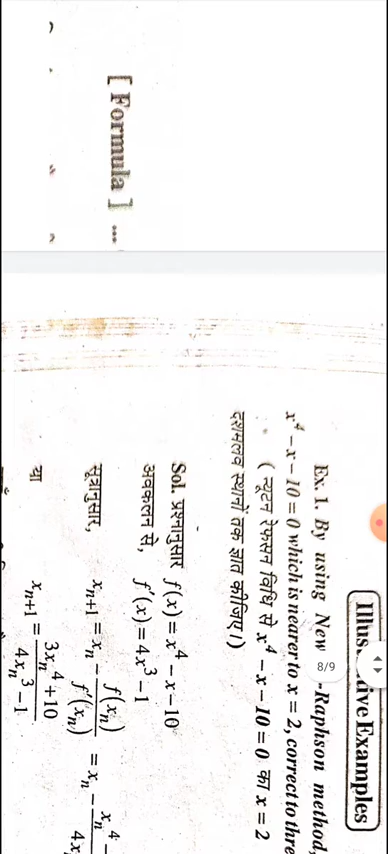 [ Formula ] ...
Illus ive Examples
8/9
Ex. 1. By using New -Raphson method,
x⁴ – x – 10 = 0 which is nearer to x = 2, correct to thre
( न्यूटन रेफसन विधि से x⁴ – x – 10 = 0 का x = 2
दशमलव स्थानों तक ज्ञात कीजिए।)
Sol. प्रश्नानुसार f(x) = x⁴ – x – 10
अवकलन से, f′(x) = 4x³ – 1
सूत्रानुसार, xₙ₊₁ = xₙ – f(xₙ)/f′(xₙ) = xₙ – xₙ⁴ –/4x
या xₙ₊₁ = (3xₙ⁴ + 10)/(4xₙ³ – 1)